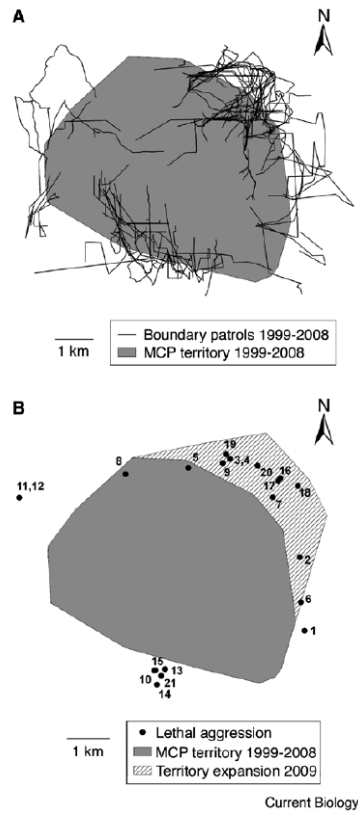 A
N
1 km
Boundary patrols 1999-2008
MCP territory 1999-2008
B
N
19
3,4
5
9
20
16
17
18
7
8
11,12
2
6
1
15
13
10
21
14
1 km
Lethal aggression
MCP territory 1999-2008
Territory expansion 2009
Current Biology